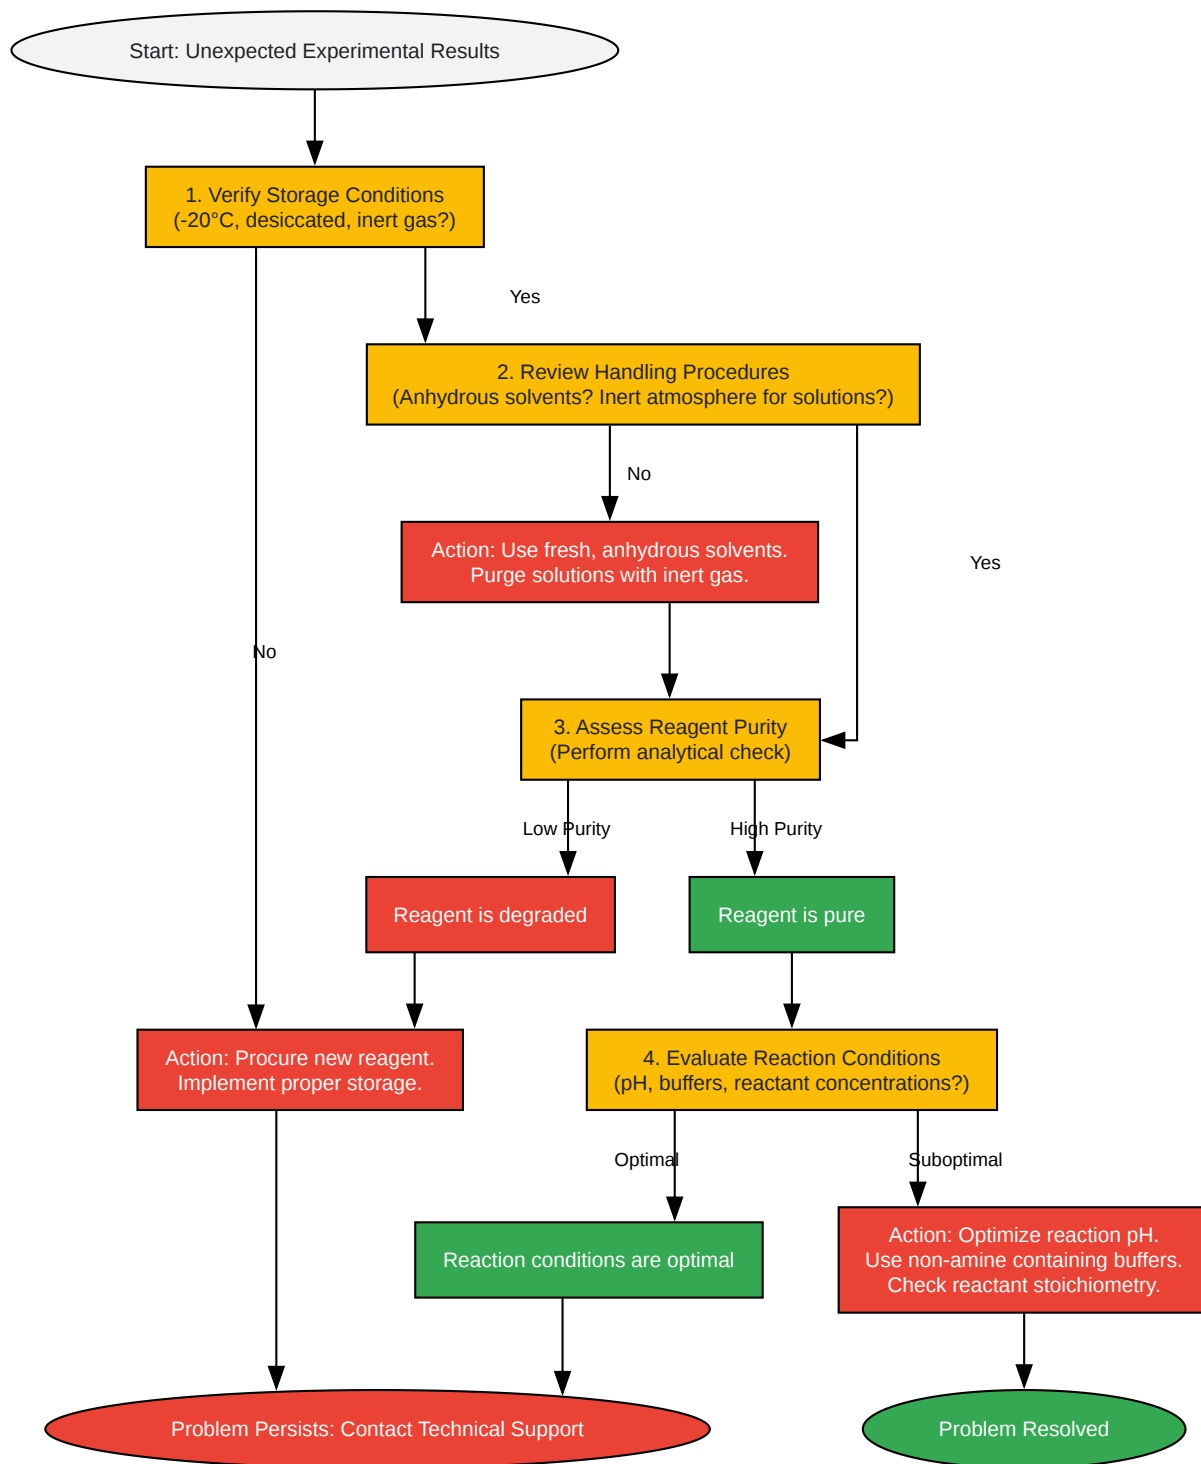 Start: Unexpected Experimental Results
1. Verify Storage Conditions
(-20°C, desiccated, inert gas?)
Yes
2. Review Handling Procedures
(Anhydrous solvents? Inert atmosphere for solutions?)
No
Action: Use fresh, anhydrous solvents.
Purge solutions with inert gas.
Yes
No
3. Assess Reagent Purity
(Perform analytical check)
Low Purity
High Purity
Reagent is degraded
Reagent is pure
Action: Procure new reagent.
Implement proper storage.
4. Evaluate Reaction Conditions
(pH, buffers, reactant concentrations?)
Optimal
Suboptimal
Reaction conditions are optimal
Action: Optimize reaction pH.
Use non-amine containing buffers.
Check reactant stoichiometry.
Problem Persists: Contact Technical Support
Problem Resolved